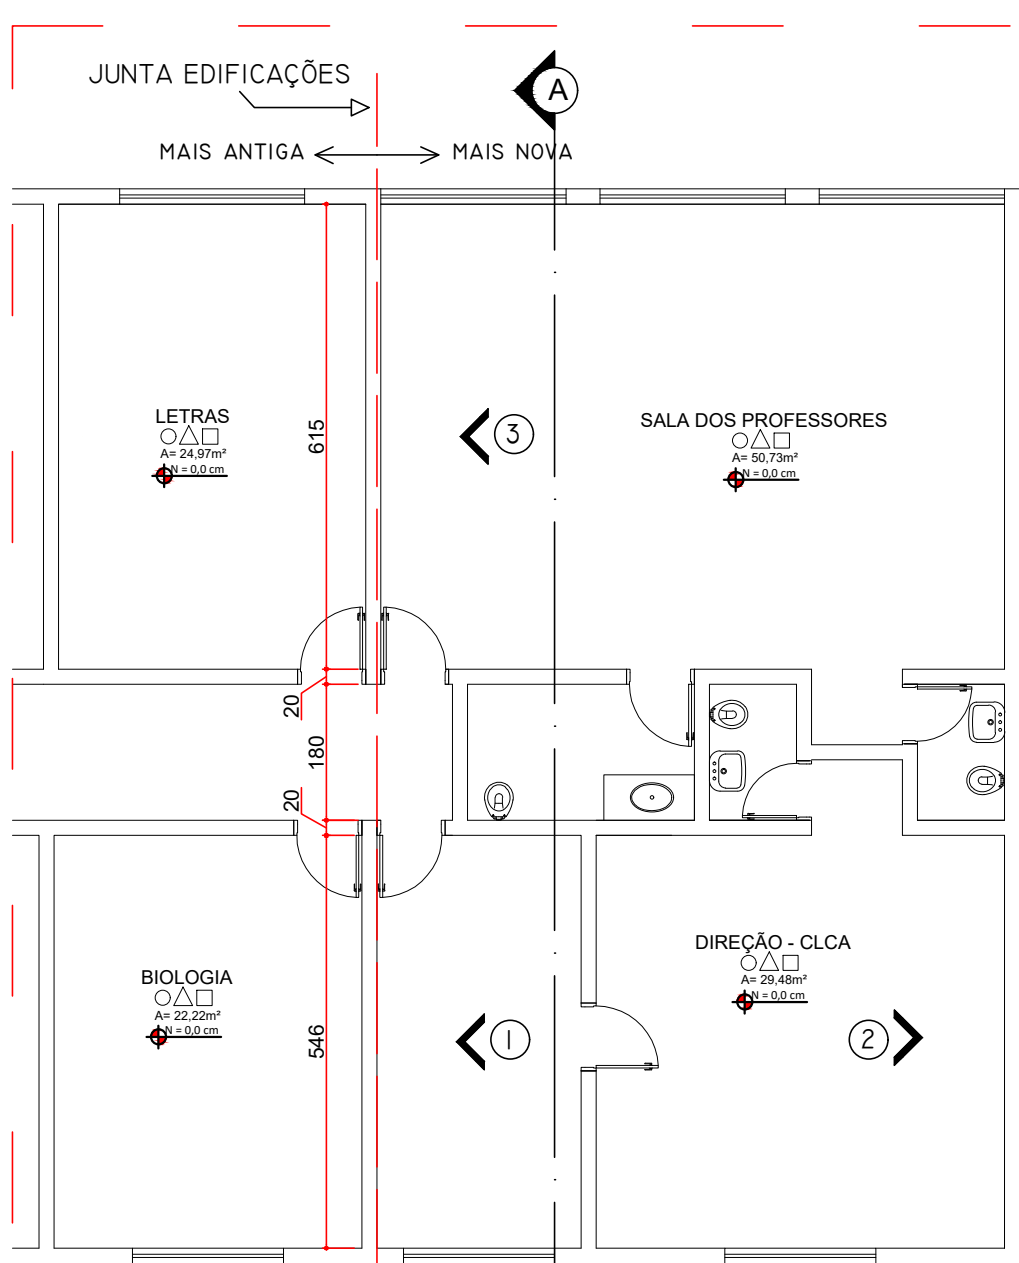 JUNTA EDIFICAÇÕES
A
MAIS ANTIGA
MAIS NOVA
LETRAS
A= 24,97m²
N = 0,0 cm
615
3
SALA DOS PROFESSORES
A= 50,73m²
N = 0,0 cm
20
180
20
BIOLOGIA
A= 22,22m²
N = 0,0 cm
546
1
DIREÇÃO - CLCA
A= 29,48m²
N = 0,0 cm
2